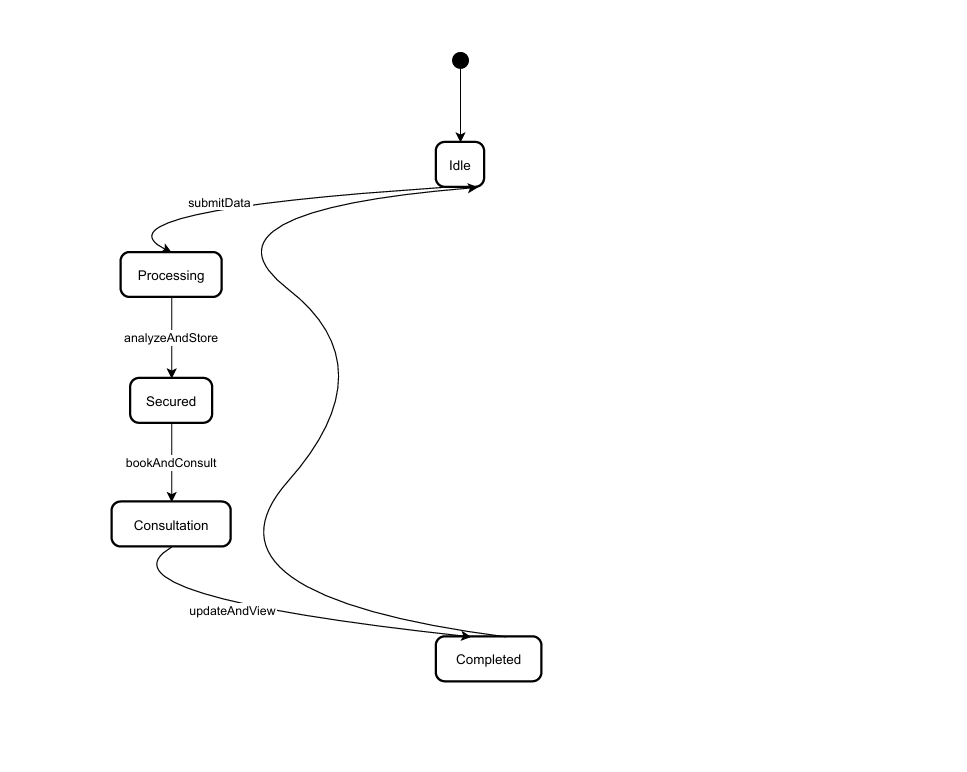 Idle
submitData
Processing
analyzeAndStore
Secured
bookAndConsult
Consultation
updateAndView
Completed